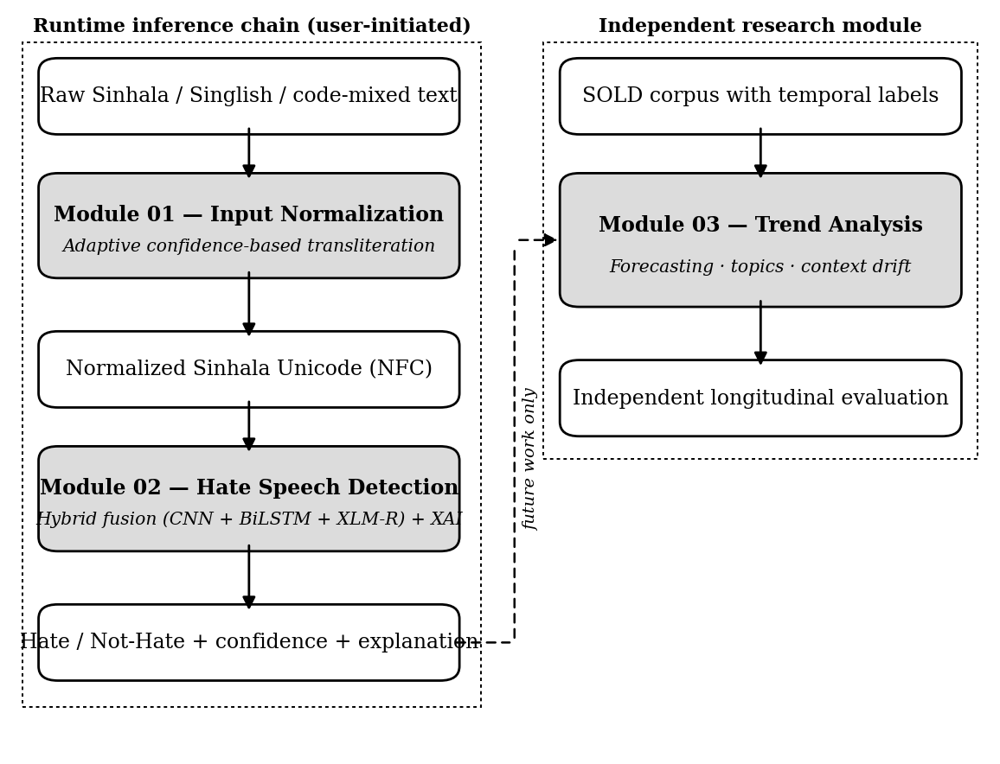 Runtime inference chain (user-initiated)
Raw Sinhala / Singlish / code-mixed text
Module 01 — Input Normalization
Adaptive confidence-based transliteration
Normalized Sinhala Unicode (NFC)
Module 02 — Hate Speech Detection
Hybrid fusion (CNN + BiLSTM + XLM-R) + XAI
Hate / Not-Hate + confidence + explanation
future work only
Independent research module
SOLD corpus with temporal labels
Module 03 — Trend Analysis
Forecasting · topics · context drift
Independent longitudinal evaluation